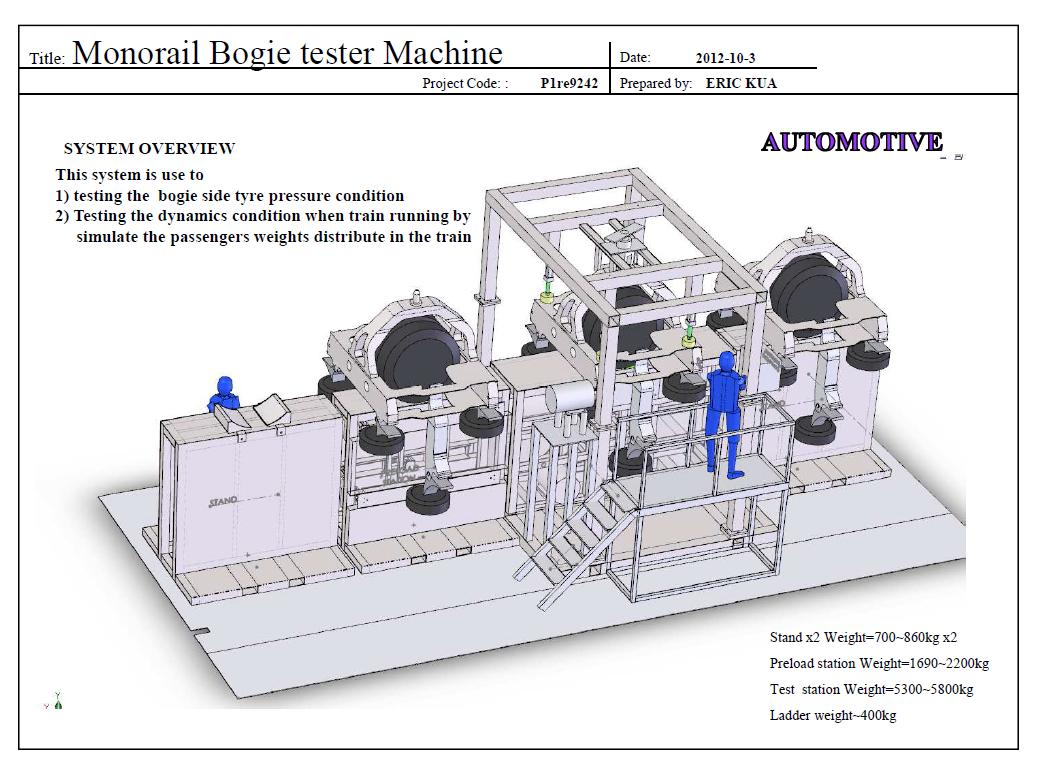 Title: Monorail Bogie tester Machine
Date: 2012-10-3
Project Code: : P1re9242
Prepared by: ERIC KUA
AUTOMOTIVE
SYSTEM OVERVIEW
This system is use to
1) testing the bogie side tyre pressure condition
2) Testing the dynamics condition when train running by
simulate the passengers weights distribute in the train
STAND
Stand x2 Weight=700~860kg x2
Preload station Weight=1690~2200kg
Test station Weight=5300~5800kg
Ladder weight~400kg
Y